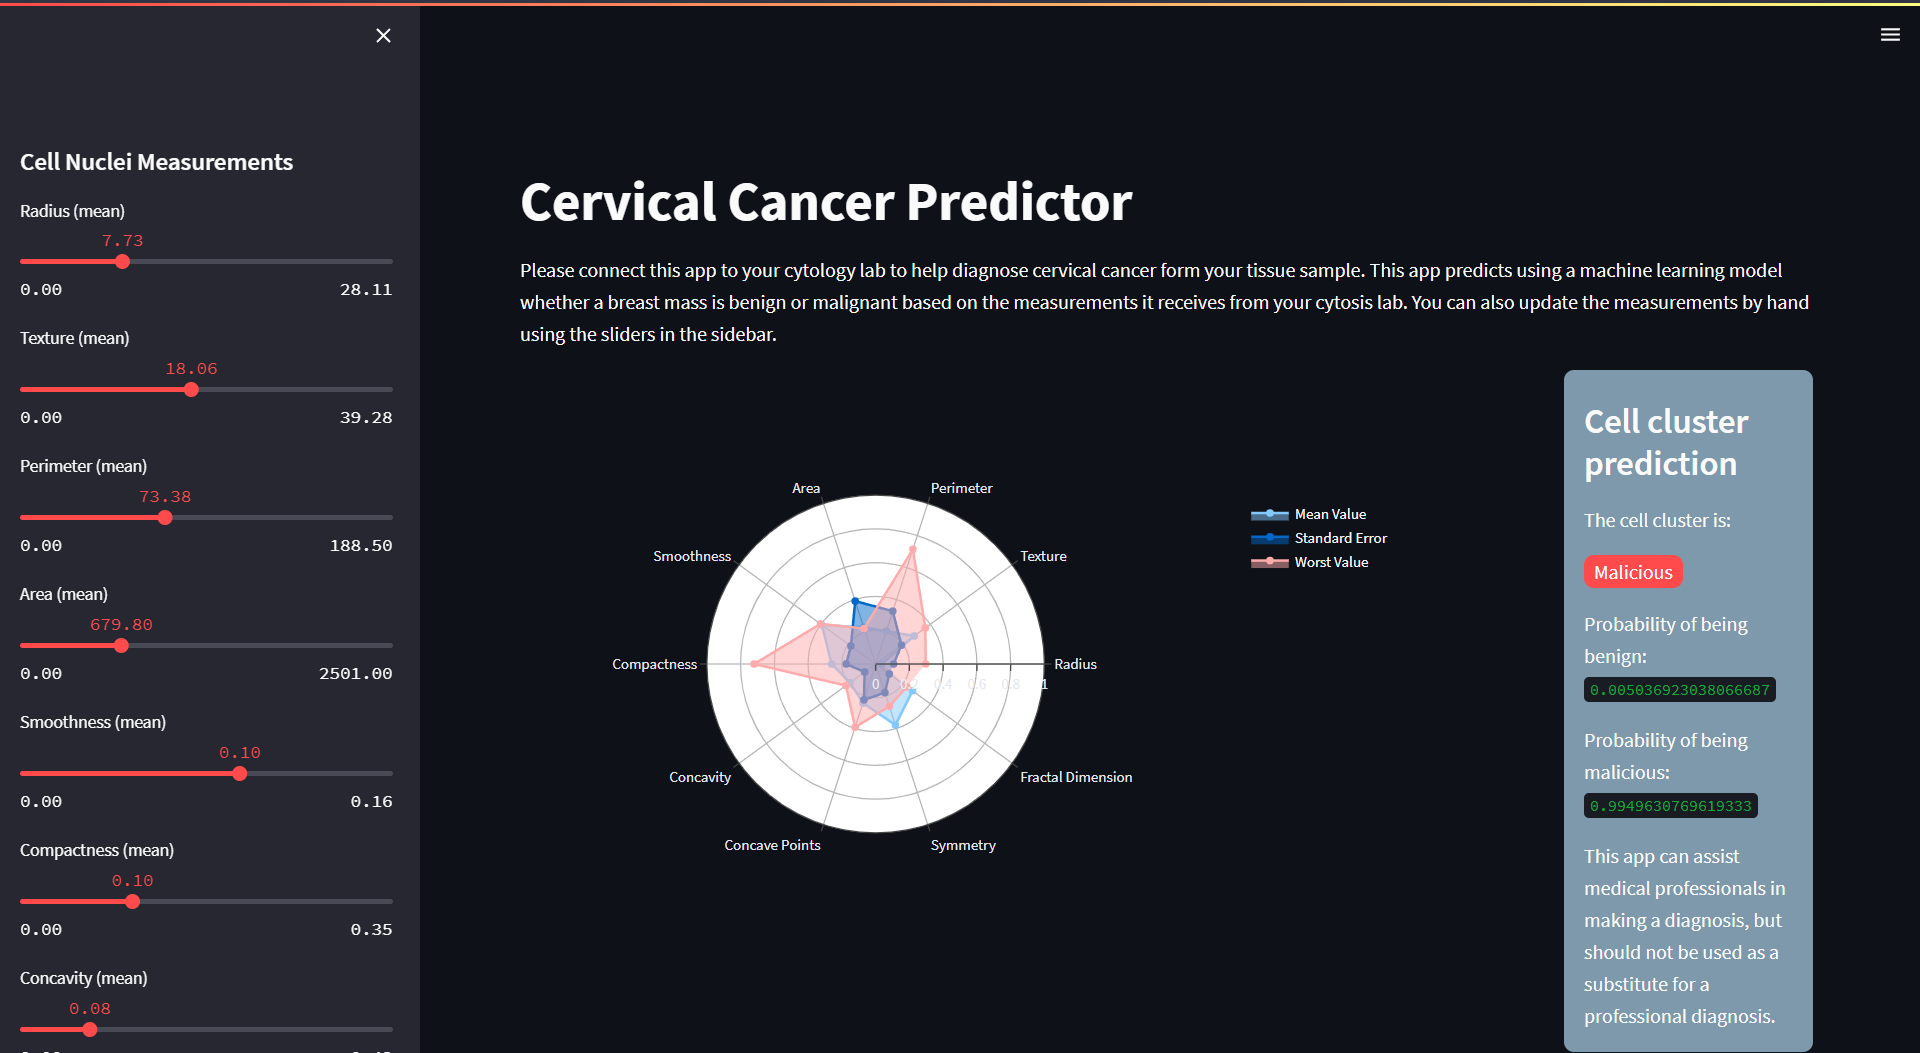 Cell Nuclei Measurements
Radius (mean)
7.73
0.00 28.11
Texture (mean)
18.06
0.00 39.28
Perimeter (mean)
73.38
0.00 188.50
Area (mean)
679.80
0.00 2501.00
Smoothness (mean)
0.10
0.00 0.16
Compactness (mean)
0.10
0.00 0.35
Concavity (mean)
0.08
Cervical Cancer Predictor
Please connect this app to your cytology lab to help diagnose cervical cancer form your tissue sample. This app predicts using a machine learning model
whether a breast mass is benign or malignant based on the measurements it receives from your cytosis lab. You can also update the measurements by hand
using the sliders in the sidebar.
Area Perimeter
Smoothness Texture
Compactness Radius
0 0.2 0.4 0.6 0.8 1
Concavity Fractal Dimension
Concave Points Symmetry
Mean Value
Standard Error
Worst Value
Cell cluster
prediction
The cell cluster is:
Malicious
Probability of being
benign:
0.005036923038066687
Probability of being
malicious:
0.9949630769619333
This app can assist
medical professionals in
making a diagnosis, but
should not be used as a
substitute for a
professional diagnosis.